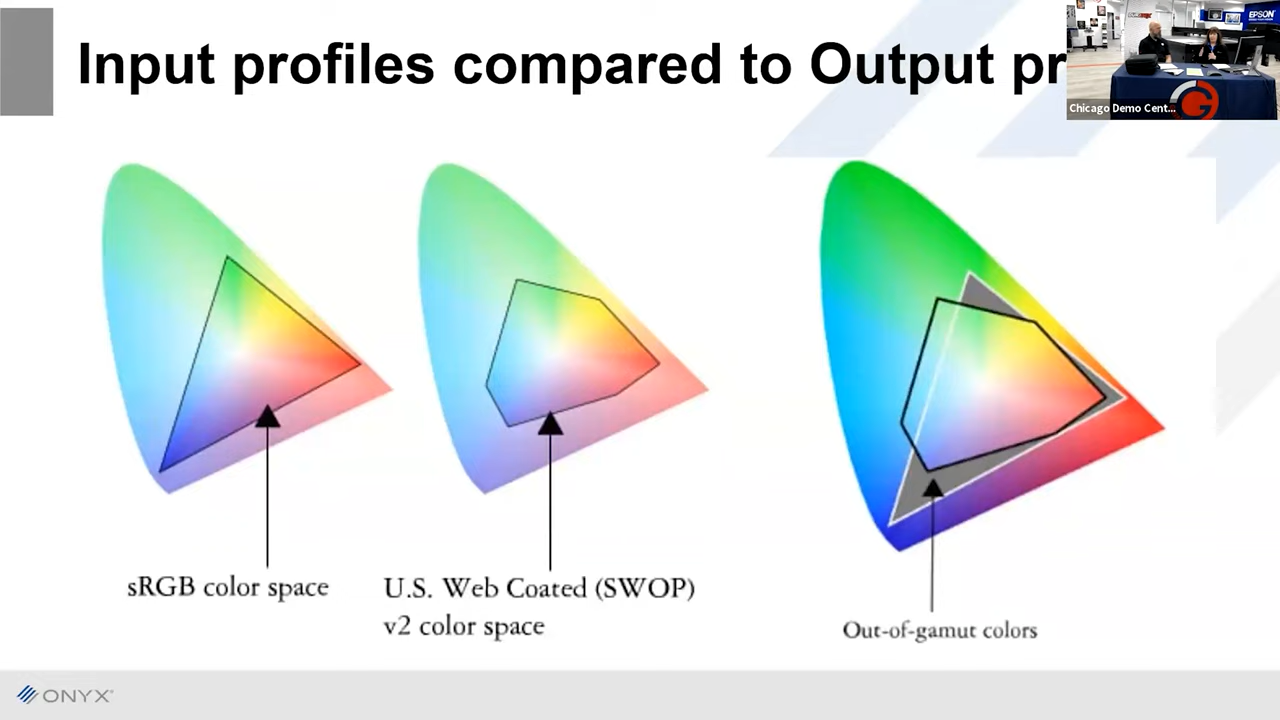 Input profiles compared to Output pr
EPSON
Chicago Demo Cent...
sRGB color space
U.S. Web Coated (SWOP)
v2 color space
Out-of-gamut colors
ONYX